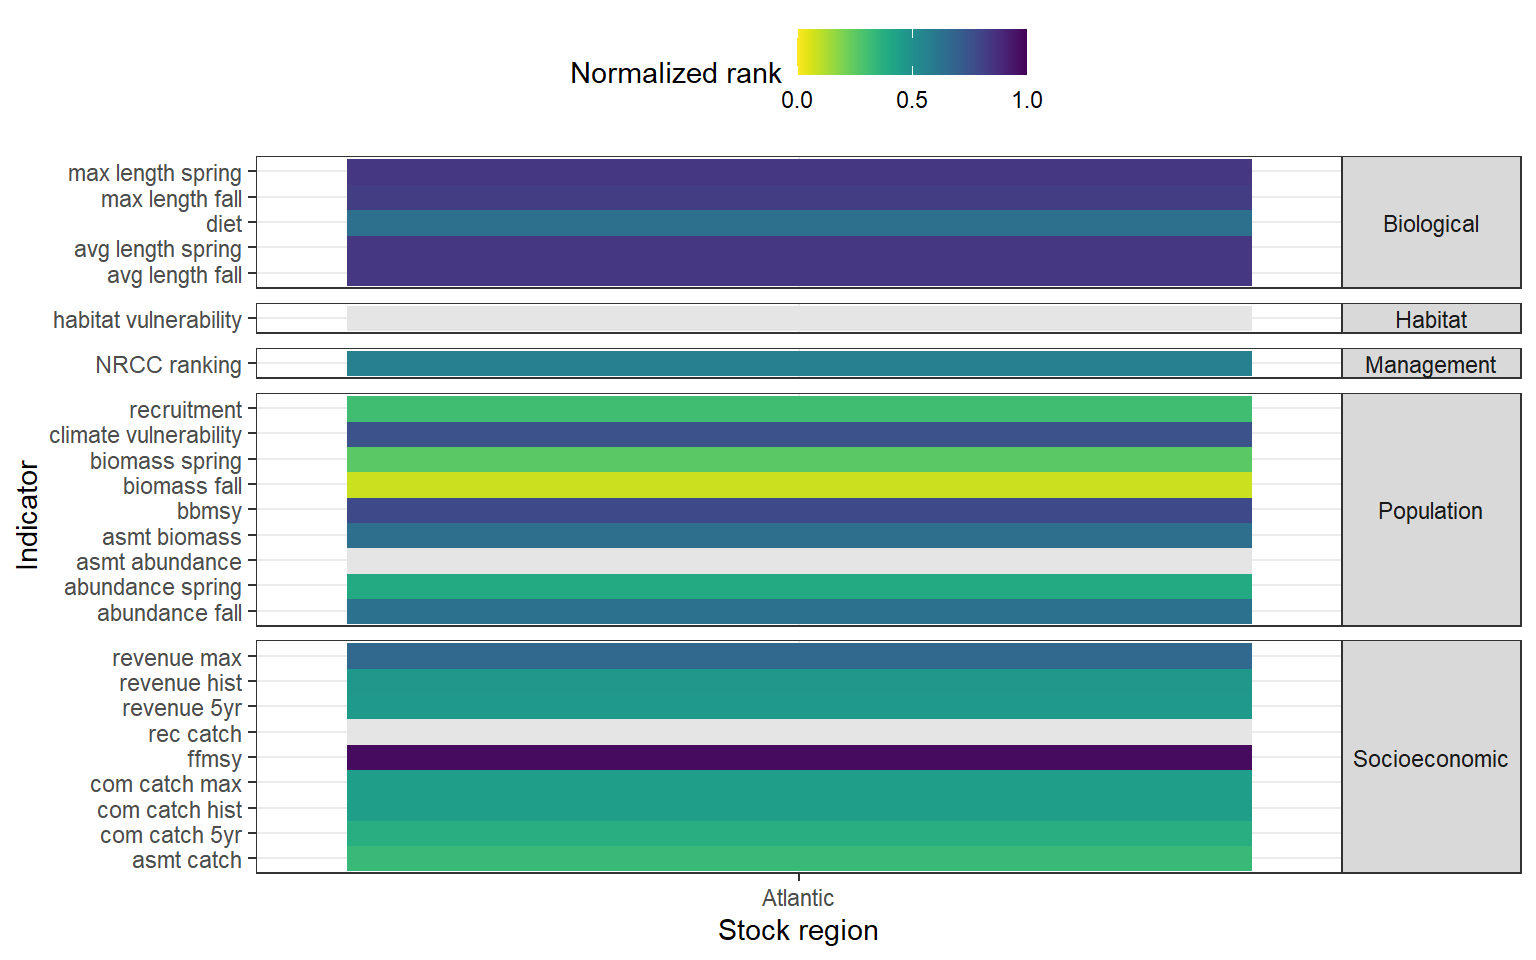 Normalized rank
0.0 0.5 1.0
max length spring
max length fall
diet
avg length spring
avg length fall
Biological
habitat vulnerability
Habitat
NRCC ranking
Management
recruitment
climate vulnerability
biomass spring
biomass fall
bbmsy
asmt biomass
asmt abundance
abundance spring
abundance fall
Population
revenue max
revenue hist
revenue 5yr
rec catch
ffmsy
com catch max
com catch hist
com catch 5yr
asmt catch
Socioeconomic
Indicator
Atlantic
Stock region